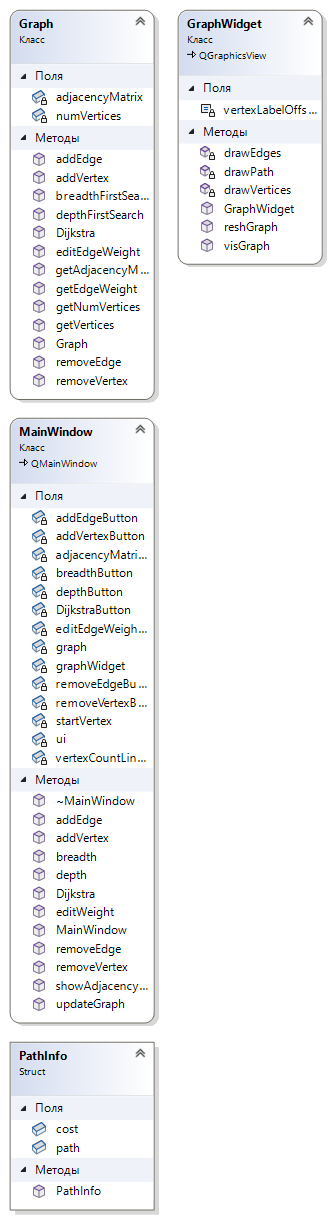 Graph
Класс
Поля
adjacencyMatrix
numVertices
Методы
addEdge
addVertex
breadthFirstSea...
depthFirstSearch
Dijkstra
editEdgeWeight
getAdjacencyM...
getEdgeWeight
getNumVertices
getVertices
Graph
removeEdge
removeVertex
GraphWidget
Класс
QGraphicsView
Поля
vertexLabelOffs...
Методы
drawEdges
drawPath
drawVertices
GraphWidget
reshGraph
visGraph
MainWindow
Класс
QMainWindow
Поля
addEdgeButton
addVertexButton
adjacencyMatri...
breadthButton
depthButton
DijkstraButton
editEdgeWeigh...
graph
graphWidget
removeEdgeBu...
removeVertexB...
startVertex
ui
vertexCountLin...
Методы
~MainWindow
addEdge
addVertex
breadth
depth
Dijkstra
editWeight
MainWindow
removeEdge
removeVertex
showAdjacency...
updateGraph
PathInfo
Struct
Поля
cost
path
Методы
PathInfo